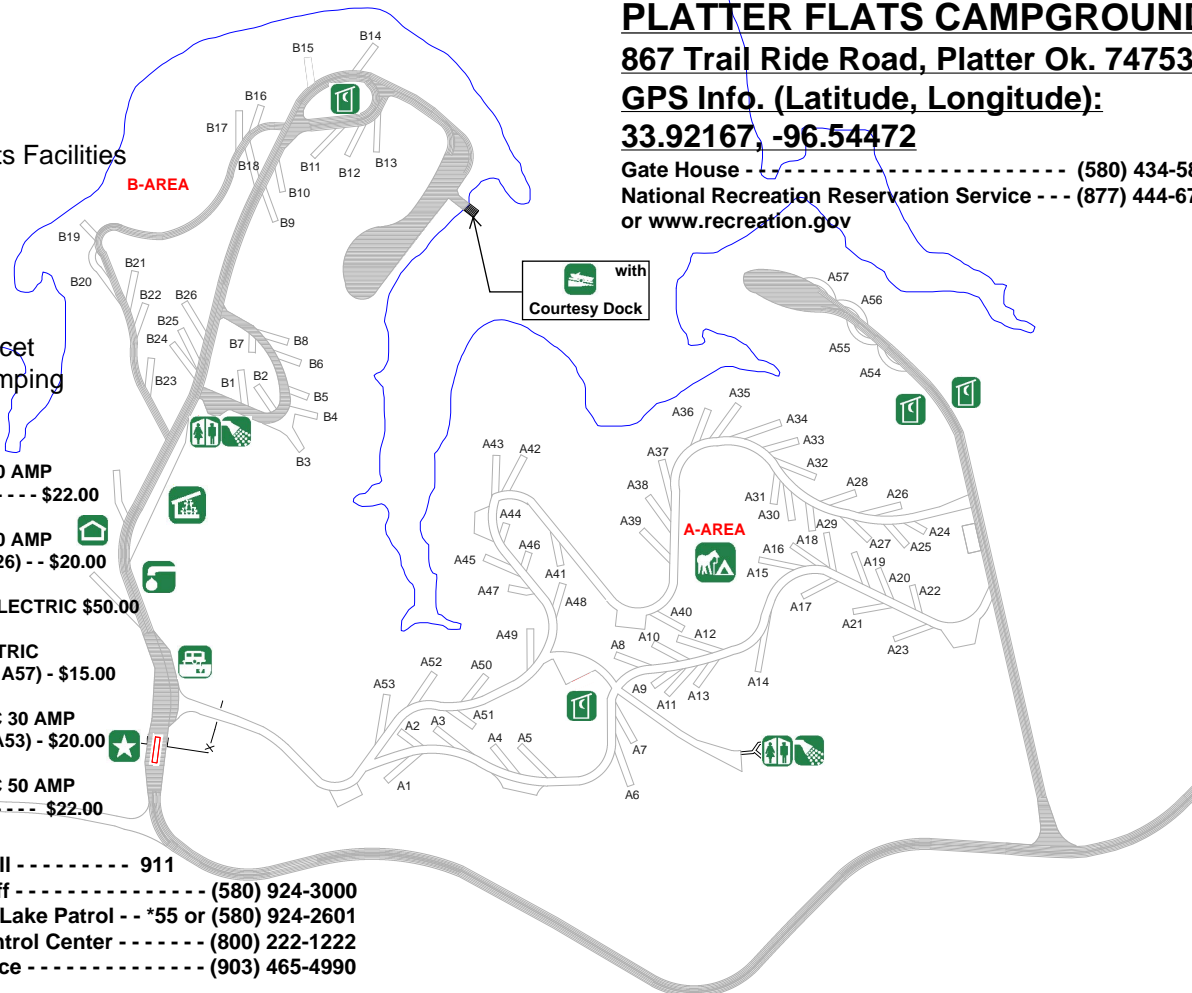 PLATTER FLATS CAMPGROUND
867 Trail Ride Road, Platter Ok. 74753
GPS Info. (Latitude, Longitude):
33.92167, -96.54472
Gate House - - - - - - - - - - - - - - - - - - - - - - - - - - (580) 434-58
National Recreation Reservation Service - - - (877) 444-67
or www.recreation.gov
ts Facilities
B-AREA
B14
B15
B16
B17
B18
B11
B12
B13
B10
B9
B19
B20
B21
B22
B26
B25
B24
B23
B7
B8
B6
B1
B2
B5
B4
B3
with
Courtesy Dock
cet
mping
0 AMP
- - - - $22.00
0 AMP
26) - - $20.00
LECTRIC $50.00
TRIC
A57) - $15.00
C 30 AMP
A53) - $20.00
C 50 AMP
- - - - $22.00
A57
A56
A55
A54
A35
A36
A34
A33
A37
A32
A38
A31
A30
A28
A26
A39
A29
A24
A27
A25
A-AREA
A43
A42
A44
A46
A45
A41
A47
A48
A49
A18
A16
A15
A19
A20
A22
A17
A21
A23
A40
A12
A10
A8
A9
A11
A13
A14
A52
A50
A53
A51
A3
A2
A4
A5
A1
A7
A6
X
ll - - - - - - - - - 911
ff - - - - - - - - - - - - - - - (580) 924-3000
Lake Patrol - - *55 or (580) 924-2601
ntrol Center - - - - - - - (800) 222-1222
ce - - - - - - - - - - - - - - (903) 465-4990